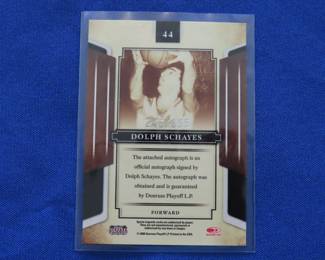 44
DOLPH SCHAYES
The attached autograph is an
official autograph signed by
Dolph Schayes. The autograph was
obtained and is guaranteed
by Donruss Playoff L.P.
FORWARD